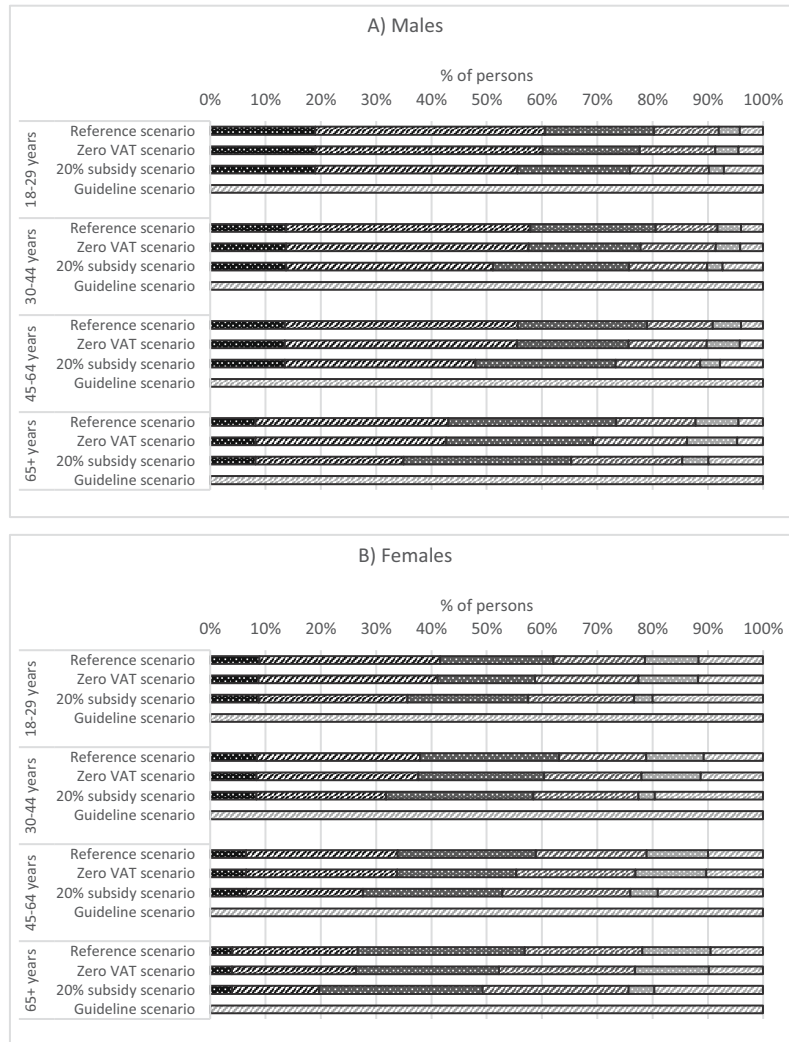 A) Males
% of persons
0% 10% 20% 30% 40% 50% 60% 70% 80% 90% 100%
18-29 years
Reference scenario
Zero VAT scenario
20% subsidy scenario
Guideline scenario
30-44 years
Reference scenario
Zero VAT scenario
20% subsidy scenario
Guideline scenario
45-64 years
Reference scenario
Zero VAT scenario
20% subsidy scenario
Guideline scenario
65+ years
Reference scenario
Zero VAT scenario
20% subsidy scenario
Guideline scenario
B) Females
% of persons
0% 10% 20% 30% 40% 50% 60% 70% 80% 90% 100%
18-29 years
Reference scenario
Zero VAT scenario
20% subsidy scenario
Guideline scenario
30-44 years
Reference scenario
Zero VAT scenario
20% subsidy scenario
Guideline scenario
45-64 years
Reference scenario
Zero VAT scenario
20% subsidy scenario
Guideline scenario
65+ years
Reference scenario
Zero VAT scenario
20% subsidy scenario
Guideline scenario